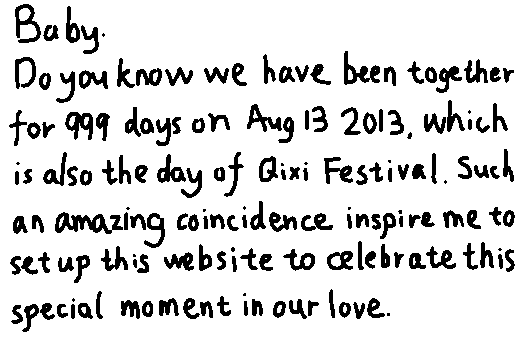 Baby.
Do you know we have been together
for 999 days on Aug 13 2013, which
is also the day of Qixi Festival. Such
an amazing coincidence inspire me to
set up this website to celebrate this
special moment in our love.